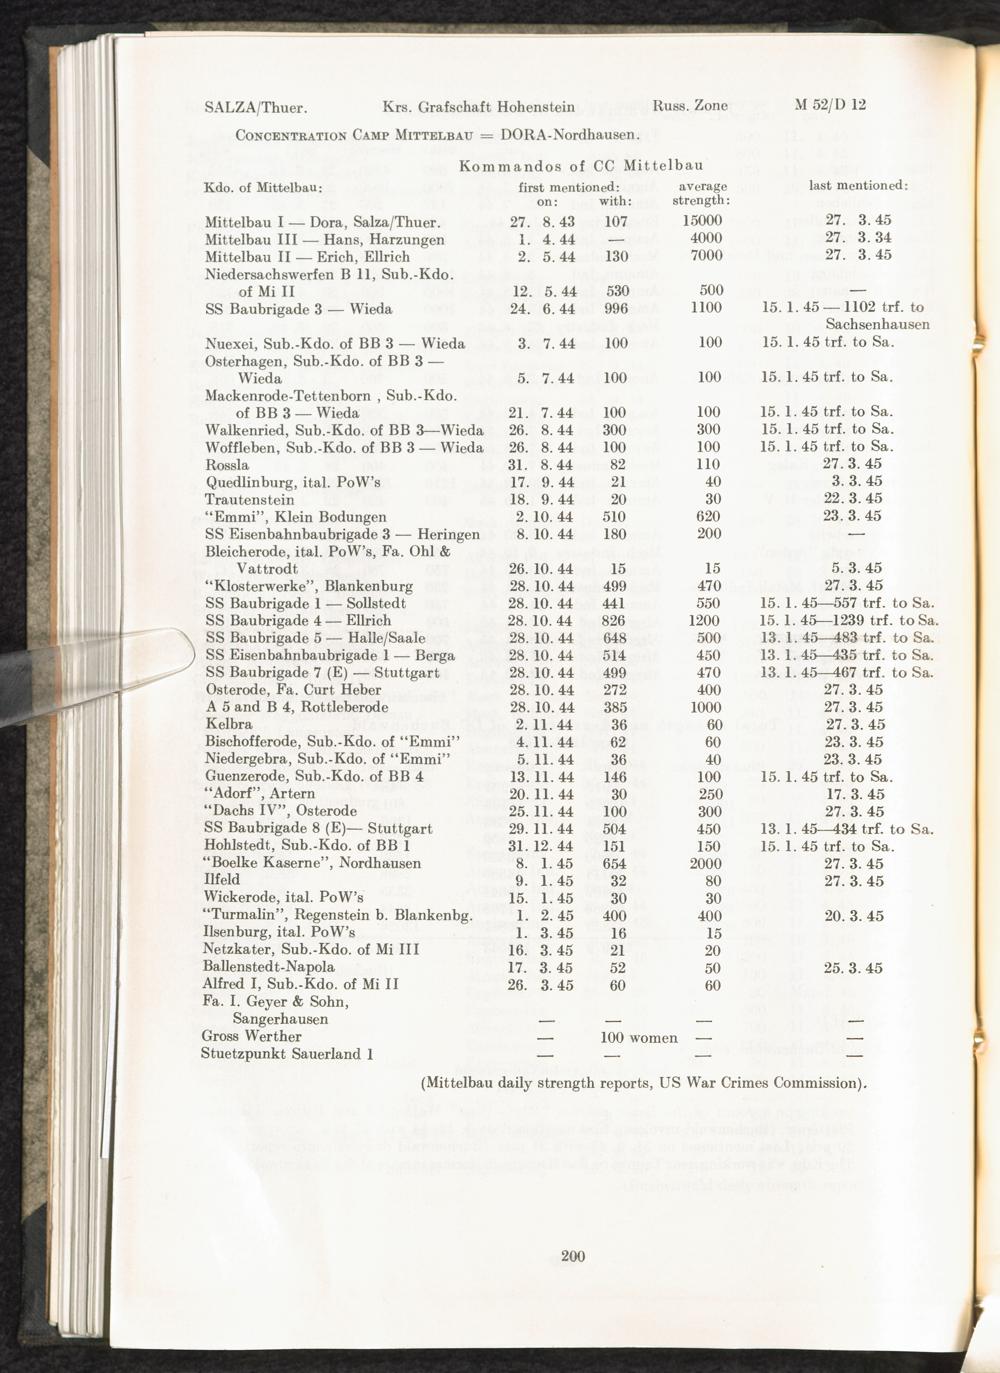 SALZA/Thuer. Krs. Grafschaft Hohenstein Russ. Zone M 52/D 12
CONCENTRATION CAMP MITTELBAU = DORA-Nordhausen.
Kommandos of CC Mittelbau
Kdo. of Mittelbau: first mentioned: average last mentioned:
on: with: strength:
Mittelbau I — Dora, Salza/Thuer. 27. 8. 43 107 15000 27. 3. 45
Mittelbau III — Hans, Harzungen 1. 4. 44 — 4000 27. 3. 34
Mittelbau II — Erich, Ellrich 2. 5. 44 130 7000 27. 3. 45
Niedersachswerfen B 11, Sub.-Kdo.
of Mi II 12. 5. 44 530 500 —
SS Baubrigade 3 — Wieda 24. 6. 44 996 1100 15. 1. 45 — 1102 trf. to
Sachsenhausen
Nuexei, Sub.-Kdo. of BB 3 — Wieda 3. 7. 44 100 100 15. 1. 45 trf. to Sa.
Osterhagen, Sub.-Kdo. of BB 3 —
Wieda 5. 7. 44 100 100 15. 1. 45 trf. to Sa.
Mackenrode-Tettenborn , Sub.-Kdo.
of BB 3 — Wieda 21. 7. 44 100 100 15. 1. 45 trf. to Sa.
Walkenried, Sub.-Kdo. of BB 3—Wieda 26. 8. 44 300 300 15. 1. 45 trf. to Sa.
Woffleben, Sub.-Kdo. of BB 3 — Wieda 26. 8. 44 100 100 15. 1. 45 trf. to Sa.
Rossla 31. 8. 44 82 110 27. 3. 45
Quedlinburg, ital. PoW's 17. 9. 44 21 40 3. 3. 45
Trautenstein 18. 9. 44 20 30 22. 3. 45
“Emmi”, Klein Bodungen 2. 10. 44 510 620 23. 3. 45
SS Eisenbahnbaubrigade 3 — Heringen 8. 10. 44 180 200 —
Bleicherode, ital. PoW's, Fa. Ohl &
Vattrodt 26. 10. 44 15 15 5. 3. 45
“Klosterwerke”, Blankenburg 28. 10. 44 499 470 27. 3. 45
SS Baubrigade 1 — Sollstedt 28. 10. 44 441 550 15. 1. 45—557 trf. to Sa.
SS Baubrigade 4 — Ellrich 28. 10. 44 826 1200 15. 1. 45—1239 trf. to Sa.
SS Baubrigade 5 — Halle/Saale 28. 10. 44 648 500 13. 1. 45—483 trf. to Sa.
SS Eisenbahnbaubrigade 1 — Berga 28. 10. 44 514 450 13. 1. 45—435 trf. to Sa.
SS Baubrigade 7 (E) — Stuttgart 28. 10. 44 499 470 13. 1. 45—467 trf. to Sa.
Osterode, Fa. Curt Heber 28. 10. 44 272 400 27. 3. 45
A 5 and B 4, Rottleberode 28. 10. 44 385 1000 27. 3. 45
Kelbra 2. 11. 44 36 60 27. 3. 45
Bischofferode, Sub.-Kdo. of “Emmi” 4. 11. 44 62 60 23. 3. 45
Niedergebra, Sub.-Kdo. of “Emmi” 5. 11. 44 36 40 23. 3. 45
Guenzerode, Sub.-Kdo. of BB 4 13. 11. 44 146 100 15. 1. 45 trf. to Sa.
“Adorf”, Artern 20. 11. 44 30 250 17. 3. 45
“Dachs IV”, Osterode 25. 11. 44 100 300 27. 3. 45
SS Baubrigade 8 (E)— Stuttgart 29. 11. 44 504 450 13. 1. 45—434 trf. to Sa.
Hohlstedt, Sub.-Kdo. of BB 1 31. 12. 44 151 150 15. 1. 45 trf. to Sa.
“Boelke Kaserne”, Nordhausen 8. 1. 45 654 2000 27. 3. 45
Ilfeld 9. 1. 45 32 80 27. 3. 45
Wickerode, ital. PoW's 15. 1. 45 30 30
“Turmalin”, Regenstein b. Blankenbg. 1. 2. 45 400 400 20. 3. 45
Ilsenburg, ital. PoW's 1. 3. 45 16 15
Netzkater, Sub.-Kdo. of Mi III 16. 3. 45 21 20
Ballenstedt-Napola 17. 3. 45 52 50 25. 3. 45
Alfred I, Sub.-Kdo. of Mi II 26. 3. 45 60 60
Fa. I. Geyer & Sohn,
Sangerhausen — — — —
Gross Werther — 100 women — —
Stuetzpunkt Sauerland 1 — — — —
(Mittelbau daily strength reports, US War Crimes Commission).
200